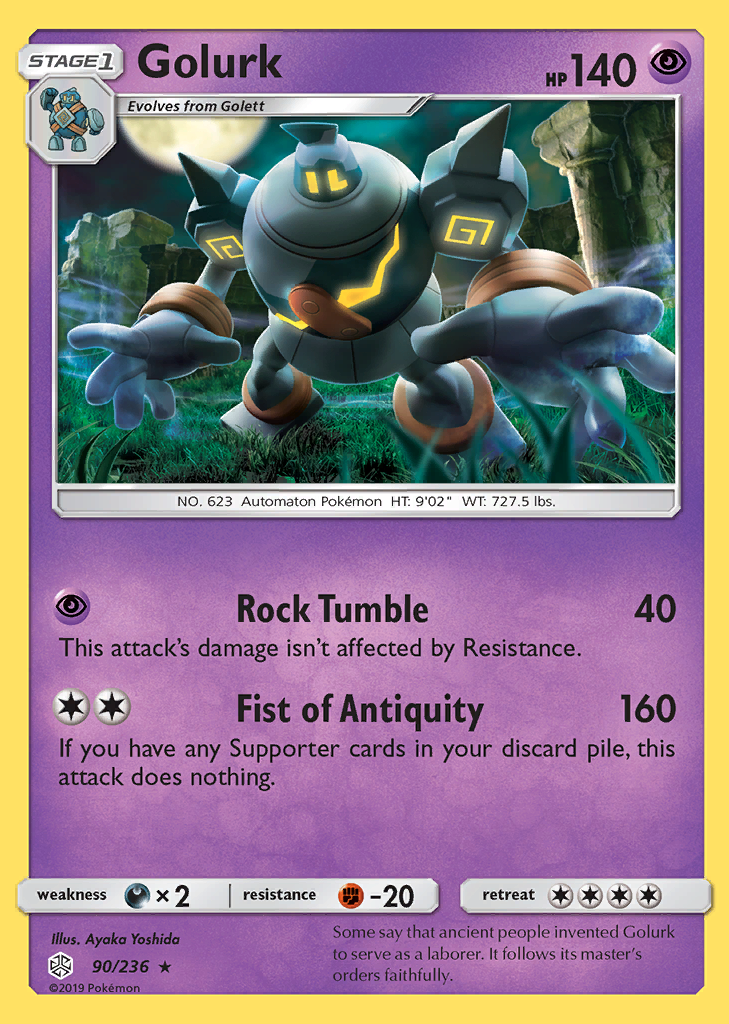 STAGE1
Golurk
HP 140
Evolves from Golett
NO. 623 Automaton Pokémon HT: 9'02" WT: 727.5 lbs.
Rock Tumble 40
This attack's damage isn't affected by Resistance.
Fist of Antiquity 160
If you have any Supporter cards in your discard pile, this
attack does nothing.
weakness ×2 resistance -20 retreat
Illus. Ayaka Yoshida
90/236 ★
©2019 Pokémon
Some say that ancient people invented Golurk
to serve as a laborer. It follows its master's
orders faithfully.